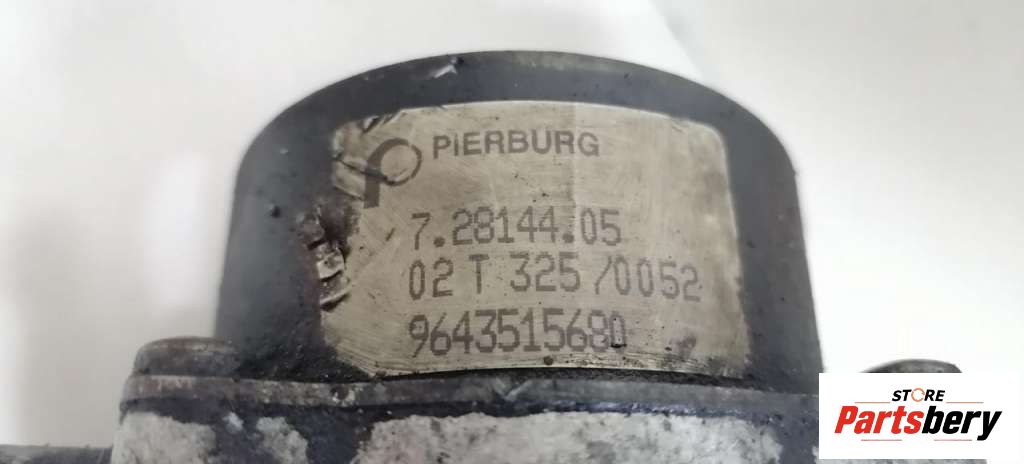 PIERBURG
7.28144.05
02 T 325 /0052
9643515680
STORE
Partsbery